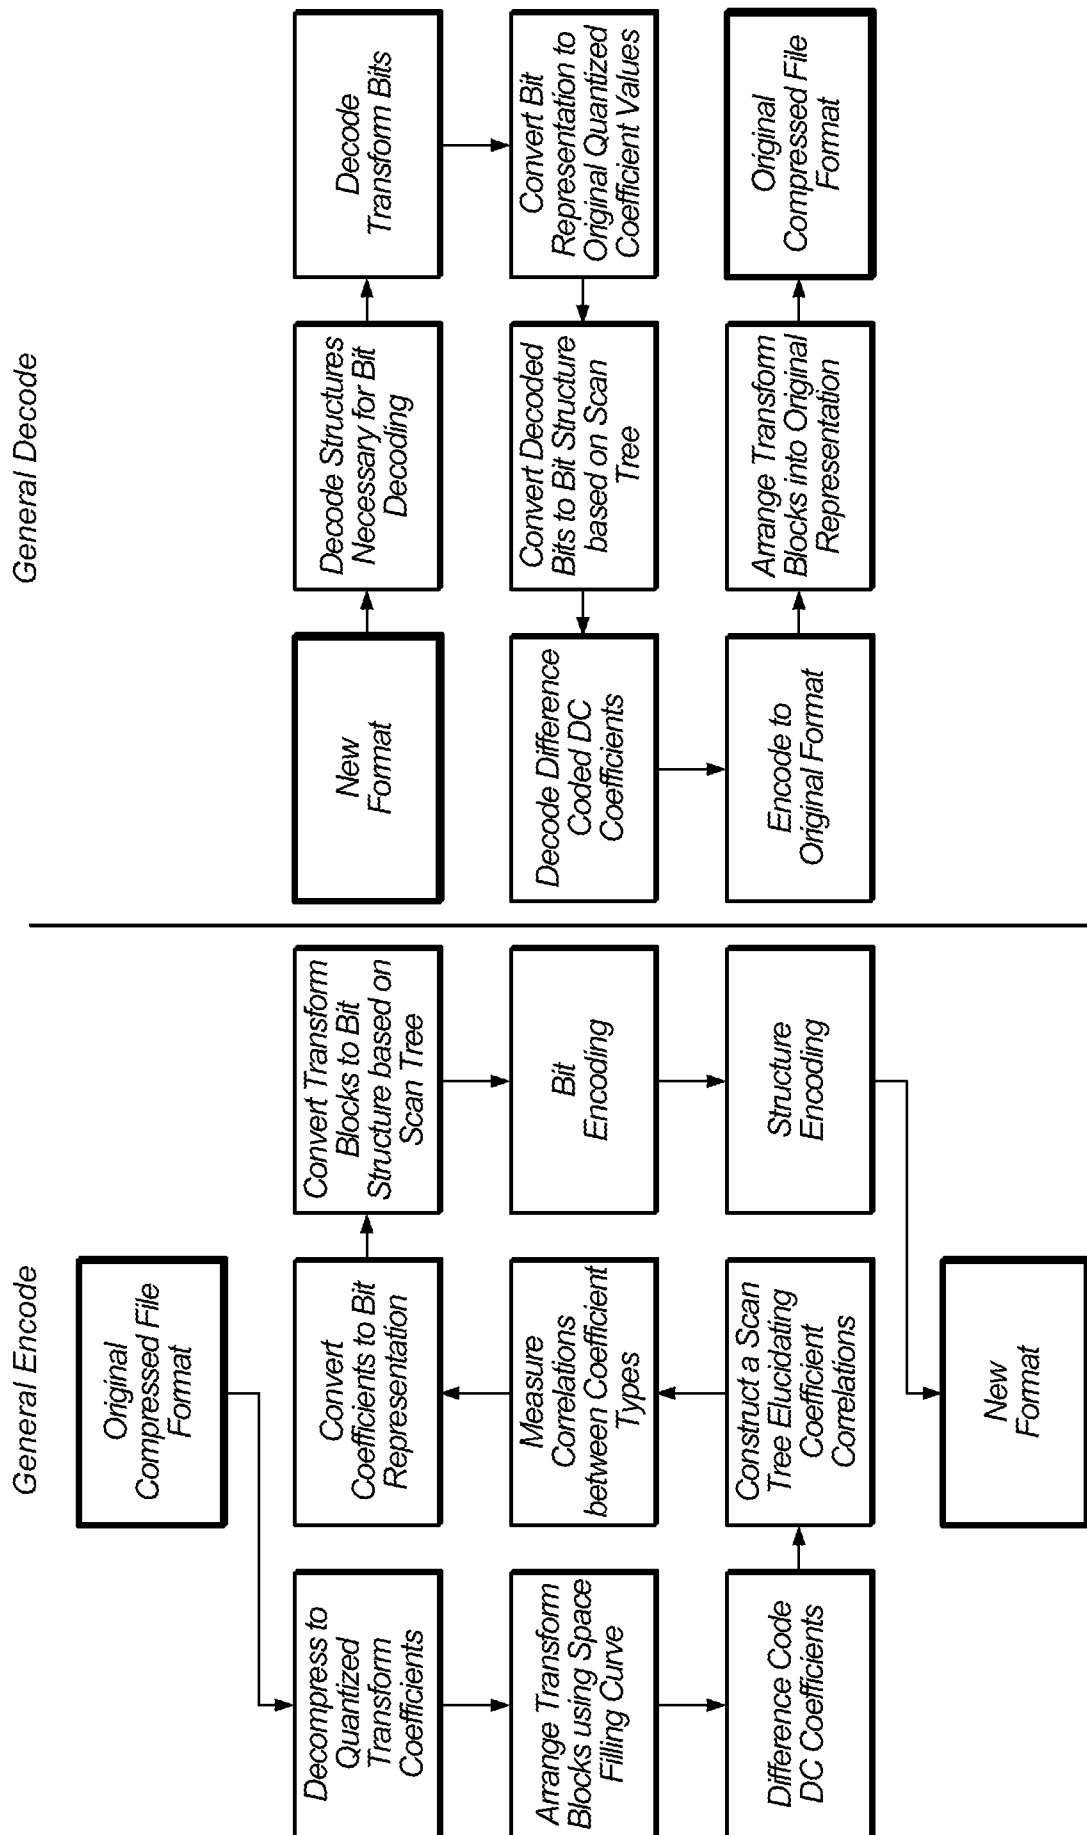 General Encode
Original
Compressed File
Format
Decompress to
Quantized
Transform
Coefficients
Arrange Transform
Blocks using Space
Filling Curve
Difference Code
DC Coefficients
Construct a Scan
Tree Elucidating
Coefficient
Correlations
Measure
Correlations
between Coefficient
Types
Convert
Coefficients to Bit
Representation
Convert Transform
Blocks to Bit
Structure based on
Scan Tree
Bit
Encoding
Structure
Encoding
New
Format
General Decode
New
Format
Decode Structures
Necessary for Bit
Decoding
Decode
Transform Bits
Convert Bit
Representation to
Original Quantized
Coefficient Values
Convert Decoded
Bits to Bit Structure
based on Scan
Tree
Decode Difference
Coded DC
Coefficients
Encode to
Original Format
Arrange Transform
Blocks into Original
Representation
Original
Compressed File
Format